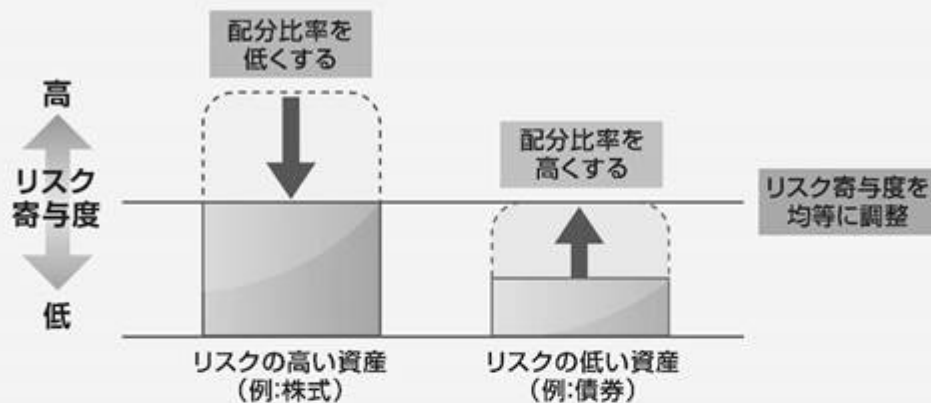 配分比率を
低くする
高
リスク
寄与度
低
配分比率を
高くする
リスク寄与度を
均等に調整
リスクの高い資産
(例:株式)
リスクの低い資産
(例:債券)